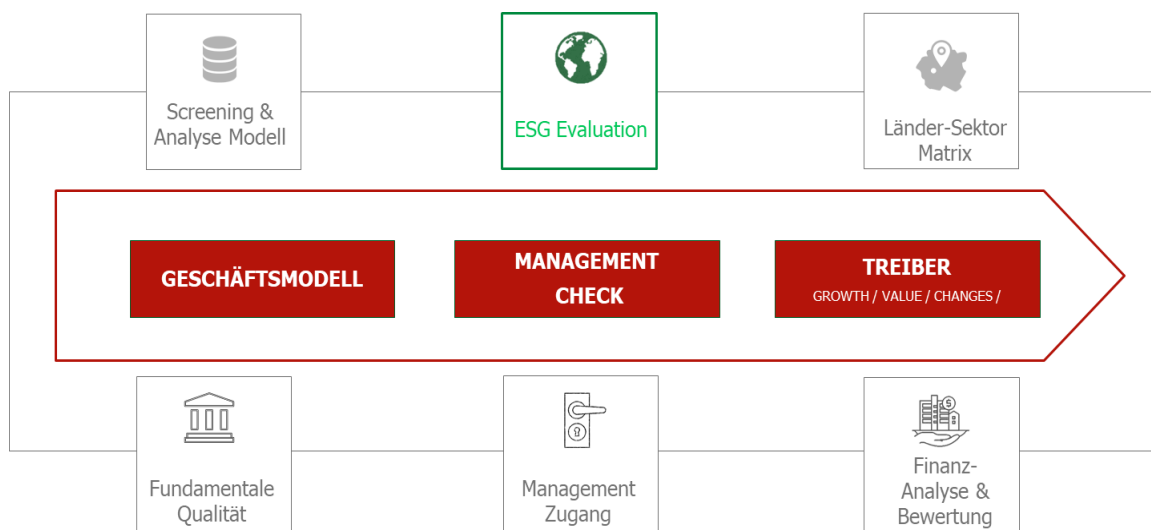 Screening &
Analyse Modell
ESG Evaluation
Länder-Sektor
Matrix
GESCHÄFTSMODELL
MANAGEMENT
CHECK
TREIBER
GROWTH / VALUE / CHANGES /
Fundamentale
Qualität
Management
Zugang
Finanz-
Analyse &
Bewertung